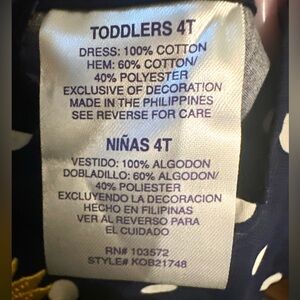 TODDLERS 4T
DRESS: 100% COTTON
HEM: 60% COTTON/
40% POLYESTER
EXCLUSIVE OF DECORATION
MADE IN THE PHILIPPINES
SEE REVERSE FOR CARE
NIÑAS 4T
VESTIDO: 100% ALGODON
DOBLADILLO: 60% ALGODON/
40% POLIESTER
EXCLUYENDO LA DECORACION
HECHO EN FILIPINAS
VER AL REVERSO PARA
EL CUIDADO
RN# 103572
STYLE# KOB21748